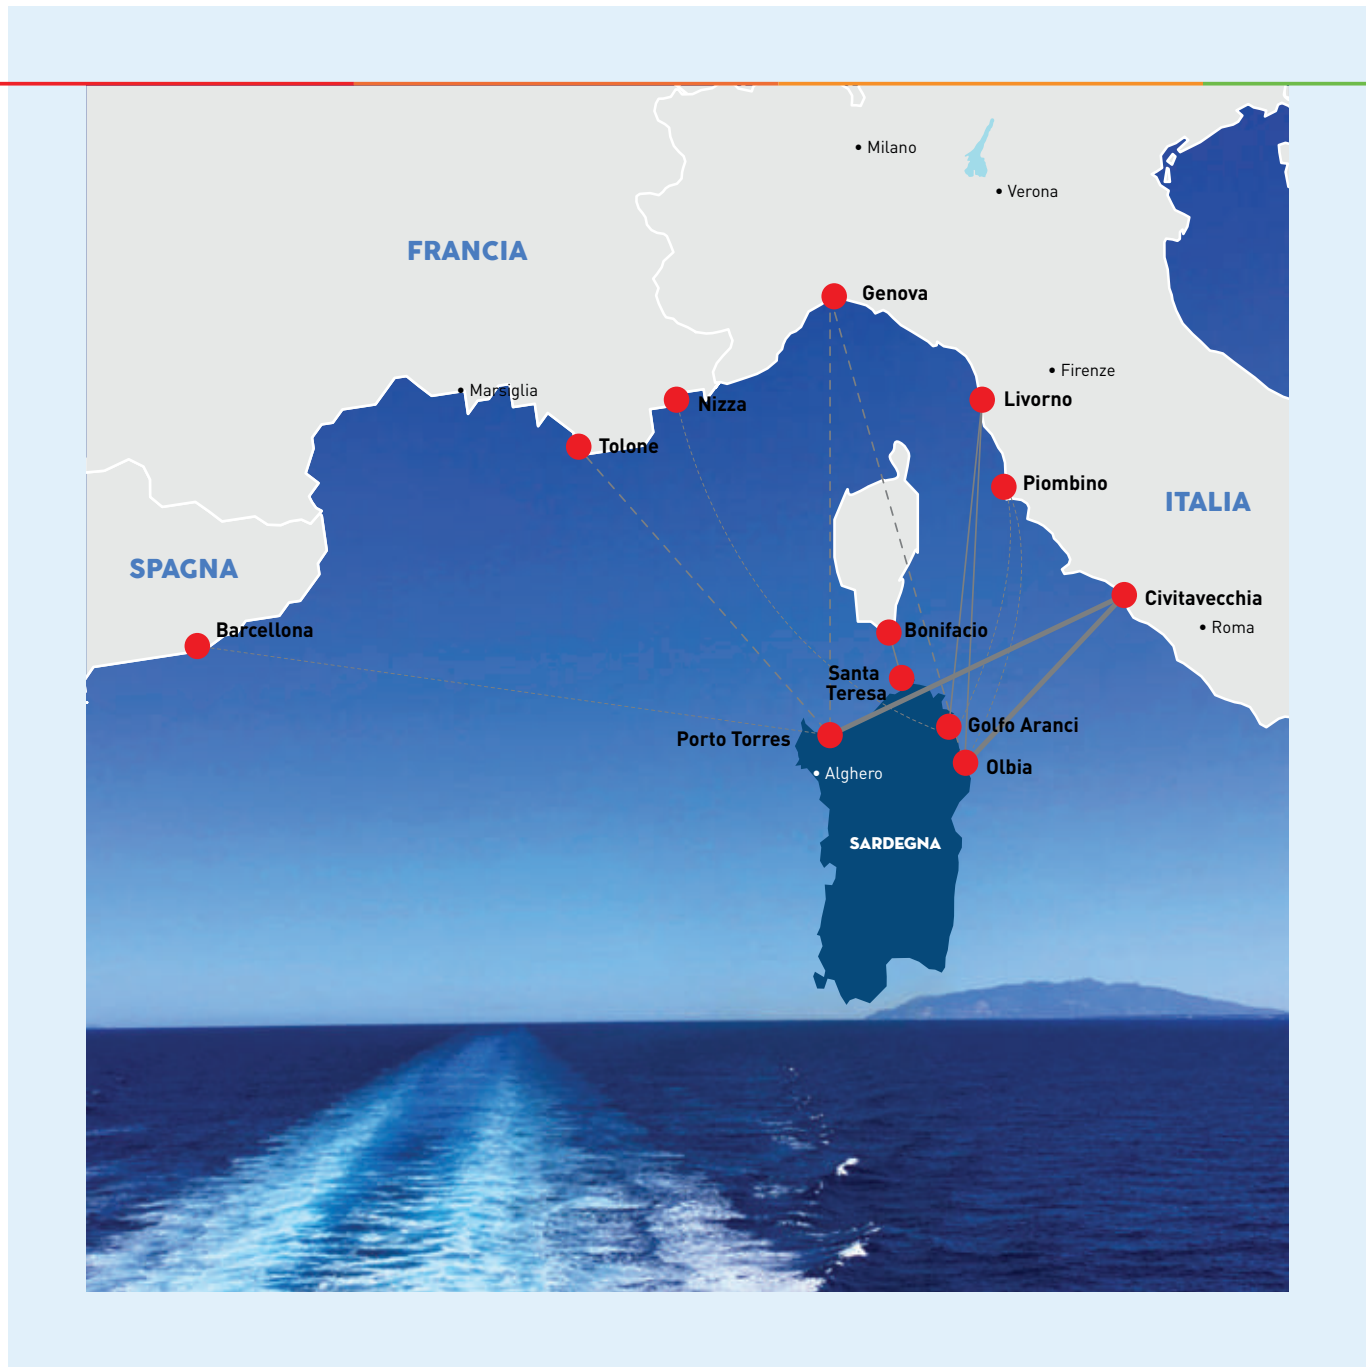 Milano
Verona
FRANCIA
Genova
Firenze
Marsiglia
Nizza
Livorno
Tolone
Piombino
ITALIA
SPAGNA
Civitavecchia
Barcellona
Bonifacio
Roma
Santa
Teresa
Golfo Aranci
Porto Torres
Olbia
Alghero
SARDEGNA